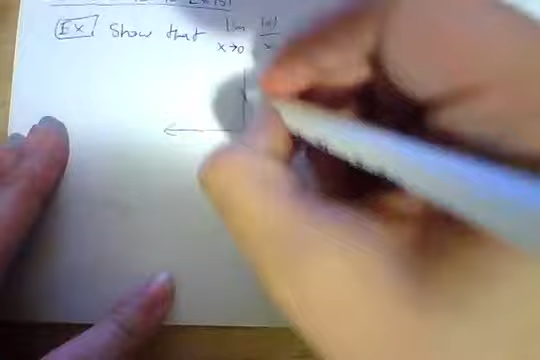 Ex Show that lim |x|
x→0 x